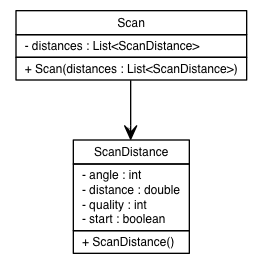 Scan
- distances : List<ScanDistance>
+ Scan(distances : List<ScanDistance>)
ScanDistance
- angle : int
- distance : double
- quality : int
- start : boolean
+ ScanDistance()